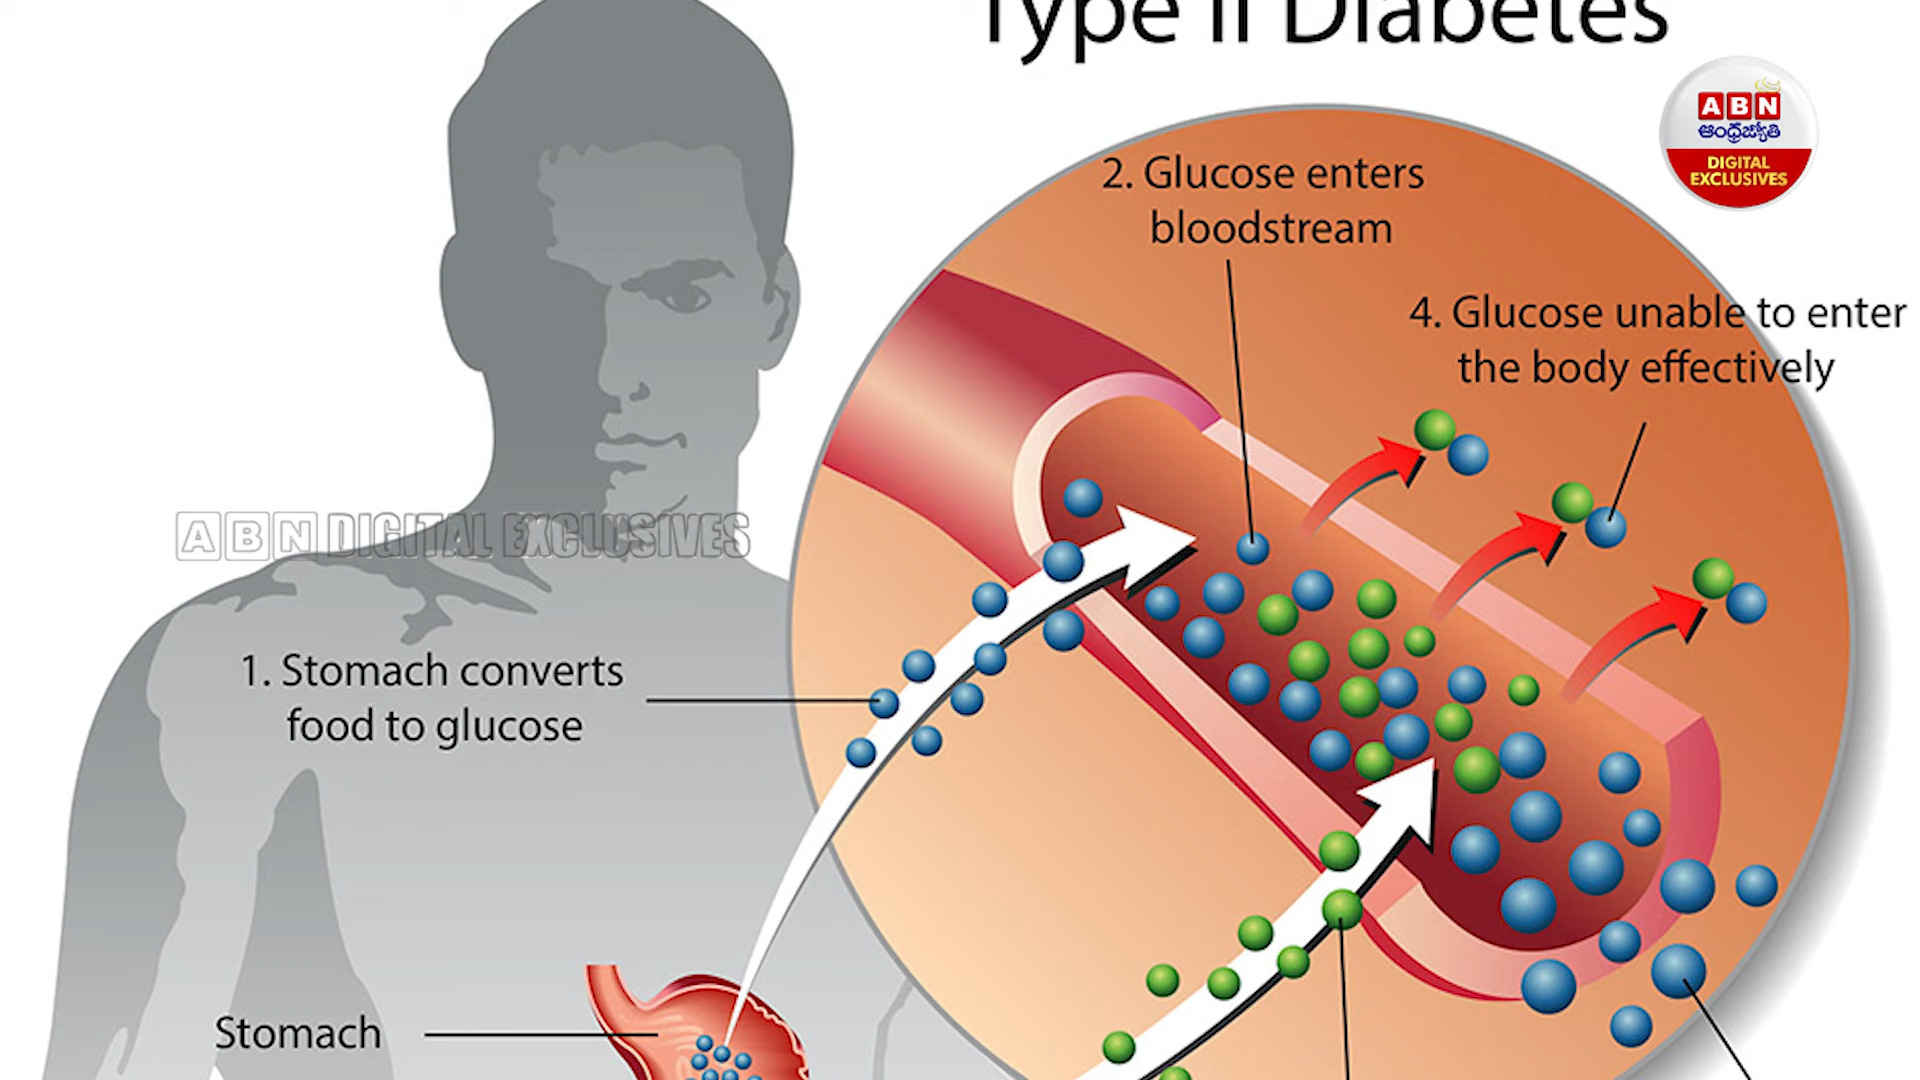 Type II Diabetes
ABN
ఆంధ్రజ్యోతి
DIGITAL
EXCLUSIVES
2. Glucose enters
bloodstream
4. Glucose unable to enter
the body effectively
ABN DIGITAL EXCLUSIVES
1. Stomach converts
food to glucose
Stomach